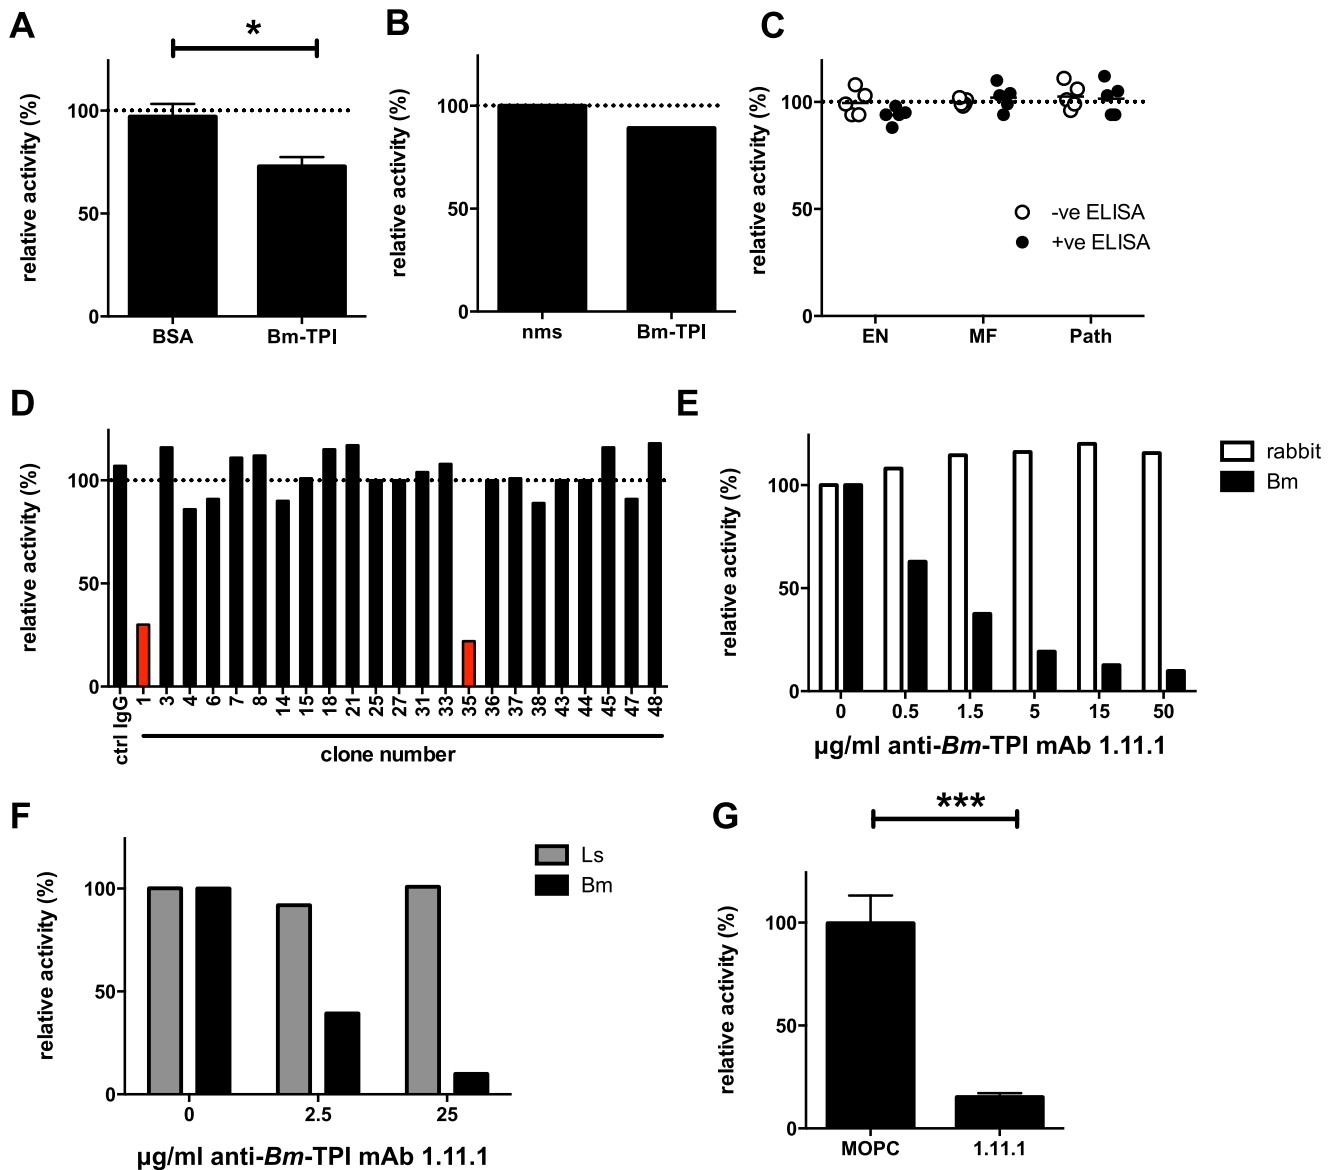 A
*
relative activity (%)
100
50
0
BSA
Bm-TPI
B
relative activity (%)
100
50
0
nms
Bm-TPI
C
relative activity (%)
100
50
0
-ve ELISA
+ve ELISA
EN
MF
Path
D
relative activity (%)
100
50
0
ctrl IgG
1
3
4
6
7
8
14
15
18
21
25
27
31
33
35
36
37
38
43
44
45
47
48
clone number
E
relative activity (%)
100
50
0
rabbit
Bm
0
0.5
1.5
5
15
50
µg/ml anti-Bm-TPI mAb 1.11.1
F
relative activity (%)
100
50
0
Ls
Bm
0
2.5
25
µg/ml anti-Bm-TPI mAb 1.11.1
G
***
relative activity (%)
100
50
0
MOPC
1.11.1